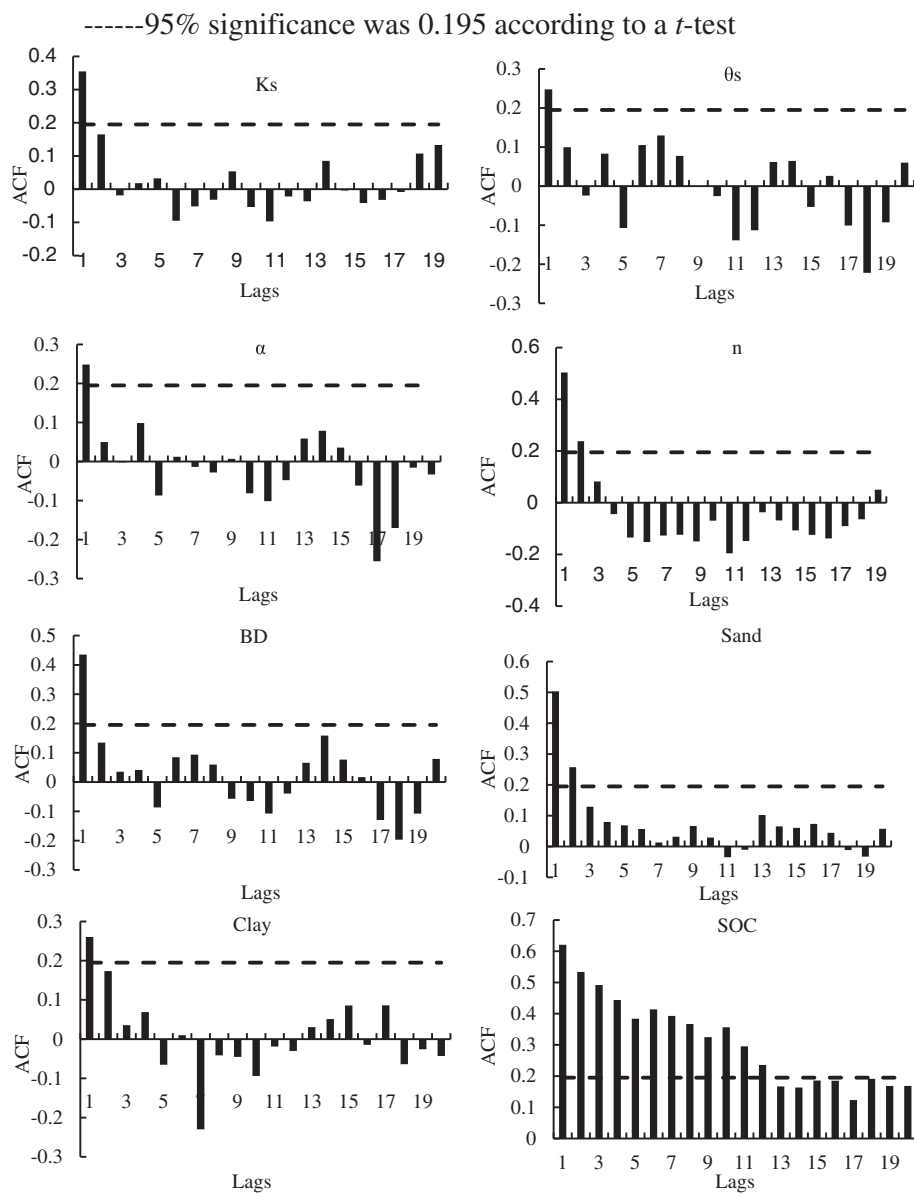 ------95% significance was 0.195 according to a t-test
Ks
0.4
0.3
0.2
0.1
0
-0.1
-0.2
ACF
1 3 5 7 9 11 13 15 17 19
Lags
θs
0.3
0.2
0.1
0
-0.1
-0.2
-0.3
ACF
1 3 5 7 9 11 13 15 17 19
Lags
α
0.3
0.2
0.1
0
-0.1
-0.2
-0.3
ACF
1 3 5 7 9 11 13 15 17 19
Lags
n
0.6
0.4
0.2
0
-0.2
-0.4
ACF
1 3 5 7 9 11 13 15 17 19
Lags
BD
0.5
0.4
0.3
0.2
0.1
0
-0.1
-0.2
-0.3
ACF
1 3 5 7 9 11 13 15 17 19
Lags
Sand
0.6
0.5
0.4
0.3
0.2
0.1
0
-0.1
ACF
1 3 5 7 9 11 13 15 17 19
Lags
Clay
0.3
0.2
0.1
0
-0.1
-0.2
-0.3
ACF
1 3 5 9 11 13 15 17 19
Lags
SOC
0.7
0.6
0.5
0.4
0.3
0.2
0.1
0
ACF
1 3 5 7 9 11 13 15 17 19
Lags